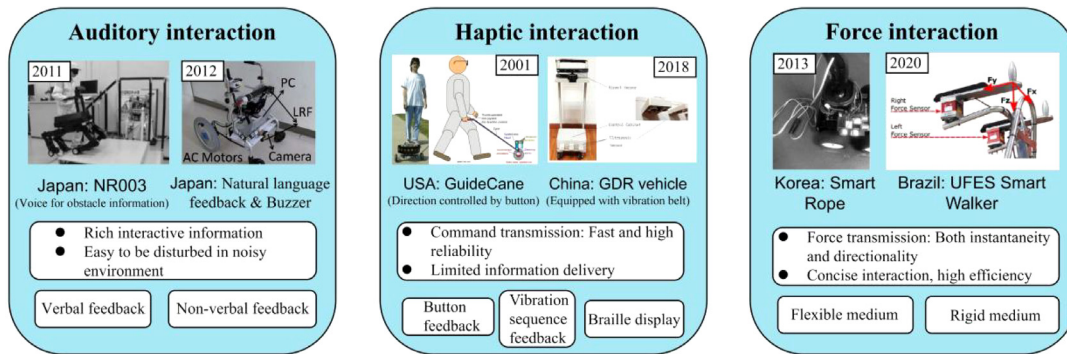 Auditory interaction
2011
2012
PC
LRF
AC Motors
Camera
Japan: NR003
(Voice for obstacle information)
Japan: Natural language
feedback & Buzzer
● Rich interactive information
● Easy to be disturbed in noisy
environment
Verbal feedback
Non-verbal feedback
Haptic interaction
2001
2018
USA: GuideCane
(Direction controlled by button)
China: GDR vehicle
(Equipped with vibration belt)
● Command transmission: Fast and high
reliability
● Limited information delivery
Button
feedback
Vibration
sequence
feedback
Braille display
Force interaction
2013
2020
Fy
Fx
Fz
Right
Force Sensor
Left
Force Sensor
Korea: Smart
Rope
Brazil: UFES Smart
Walker
● Force transmission: Both instantaneity
and directionality
● Concise interaction, high efficiency
Flexible medium
Rigid medium